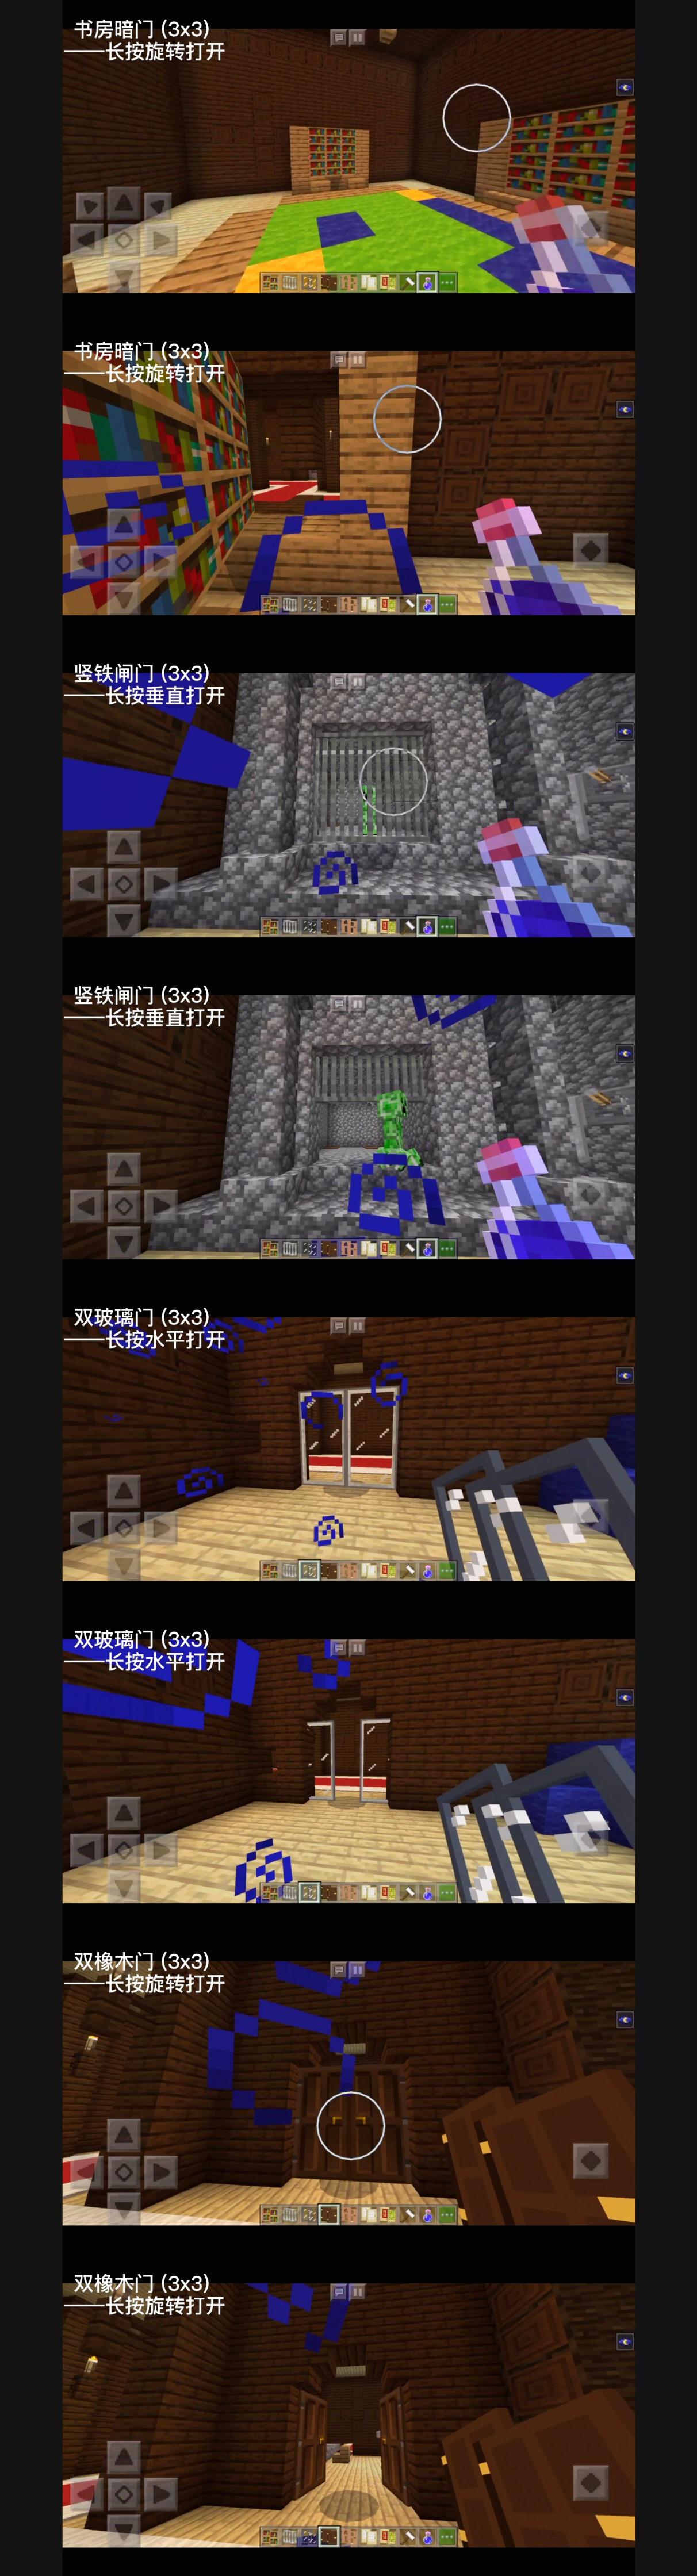 书房暗门 (3x3)
——长按旋转打开
书房暗门 (3x3)
——长按旋转打开
竖铁闸门 (3x3)
——长按垂直打开
竖铁闸门 (3x3)
——长按垂直打开
双玻璃门 (3x3)
——长按水平打开
双玻璃门 (3x3)
——长按水平打开
双橡木门 (3x3)
——长按旋转打开
双橡木门 (3x3)
——长按旋转打开